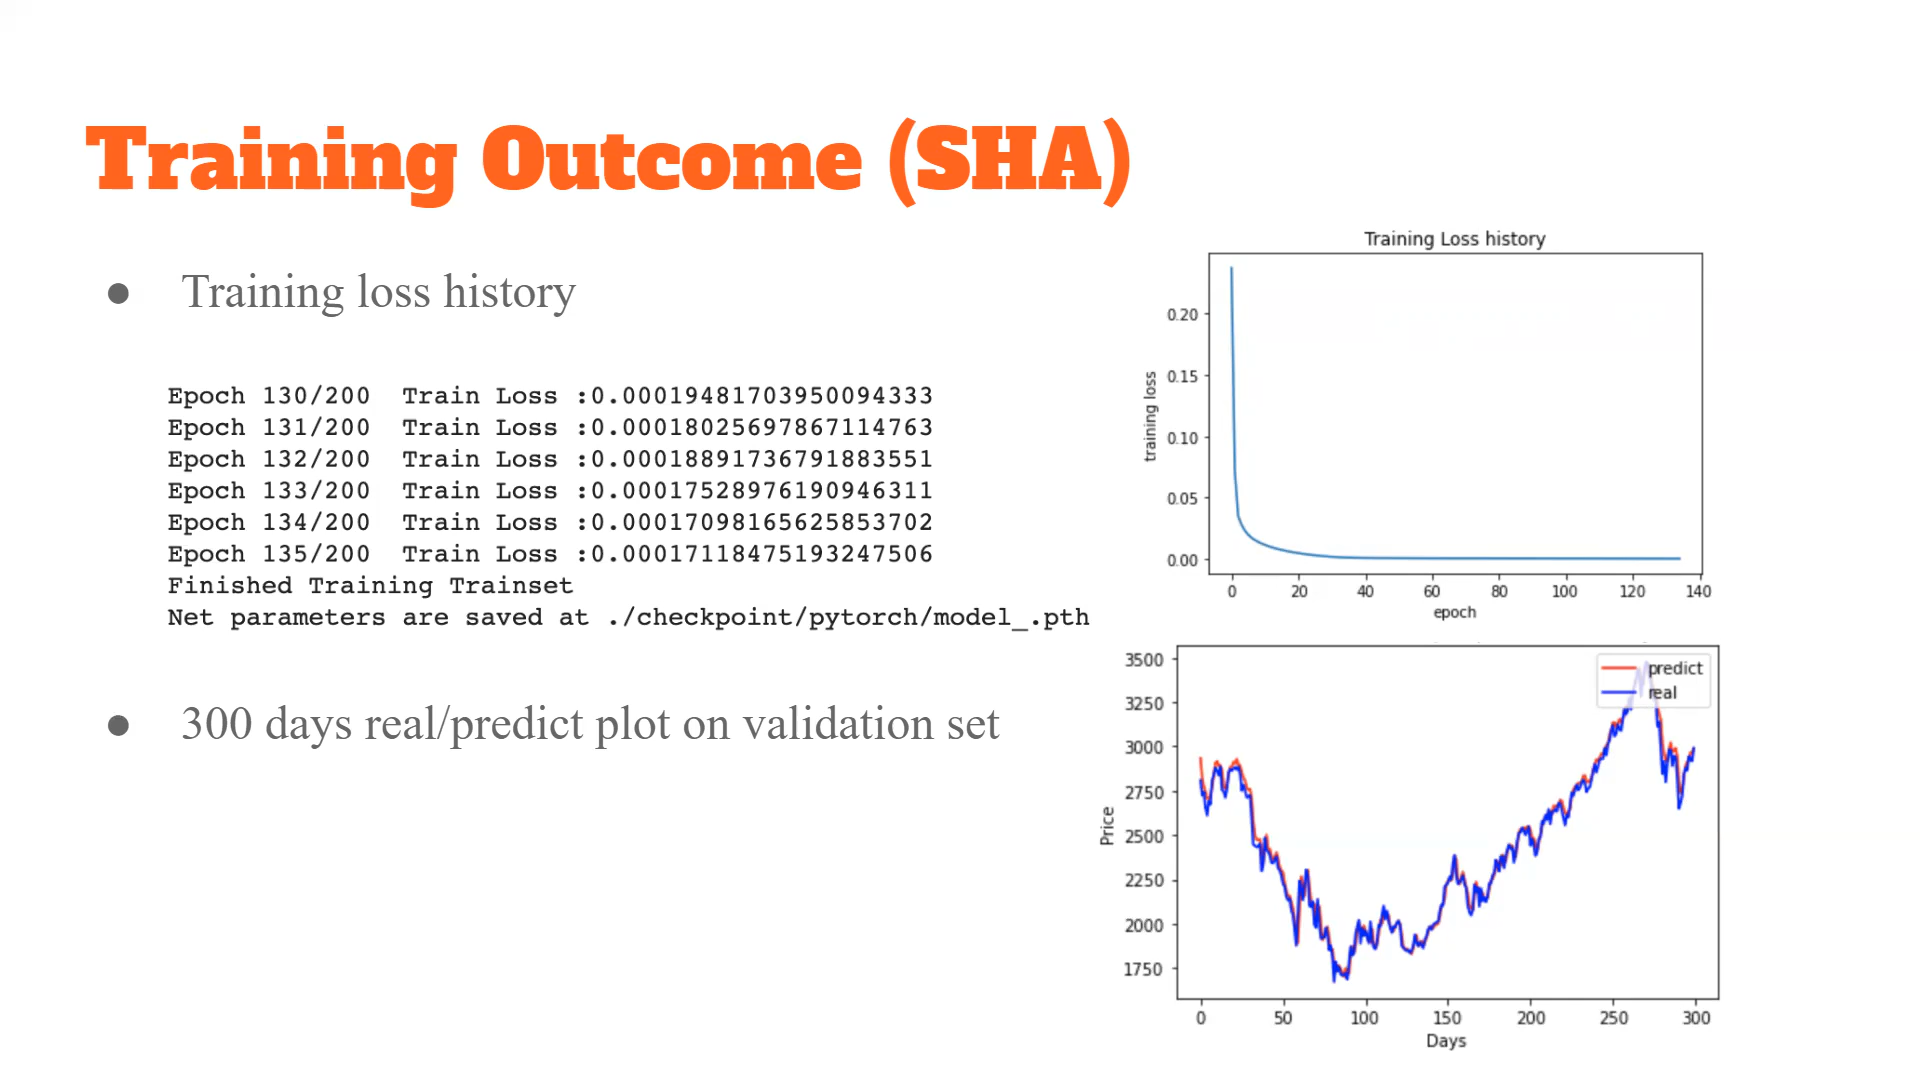 Training Outcome (SHA)
● Training loss history
Epoch 130/200  Train Loss :0.00019481703950094333
Epoch 131/200  Train Loss :0.00018025697867114763
Epoch 132/200  Train Loss :0.00018891736791883551
Epoch 133/200  Train Loss :0.00017528976190946311
Epoch 134/200  Train Loss :0.00017098165625853702
Epoch 135/200  Train Loss :0.00017118475193247506
Finished Training Trainset
Net parameters are saved at ./checkpoint/pytorch/model_.pth
● 300 days real/predict plot on validation set
Training Loss history
training loss
0.20
0.15
0.10
0.05
0.00
0 20 40 60 80 100 120 140
epoch
predict
real
Price
3500
3250
3000
2750
2500
2250
2000
1750
0 50 100 150 200 250 300
Days